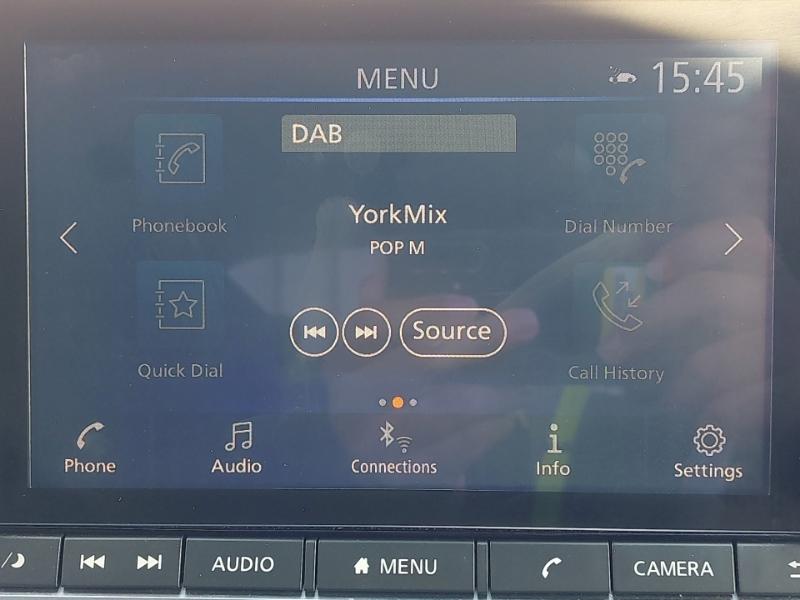 MENU
15:45
DAB
Phonebook
YorkMix
Dial Number
POP M
Source
Quick Dial
Call History
Phone
Audio
Connections
Info
Settings
AUDIO
MENU
CAMERA